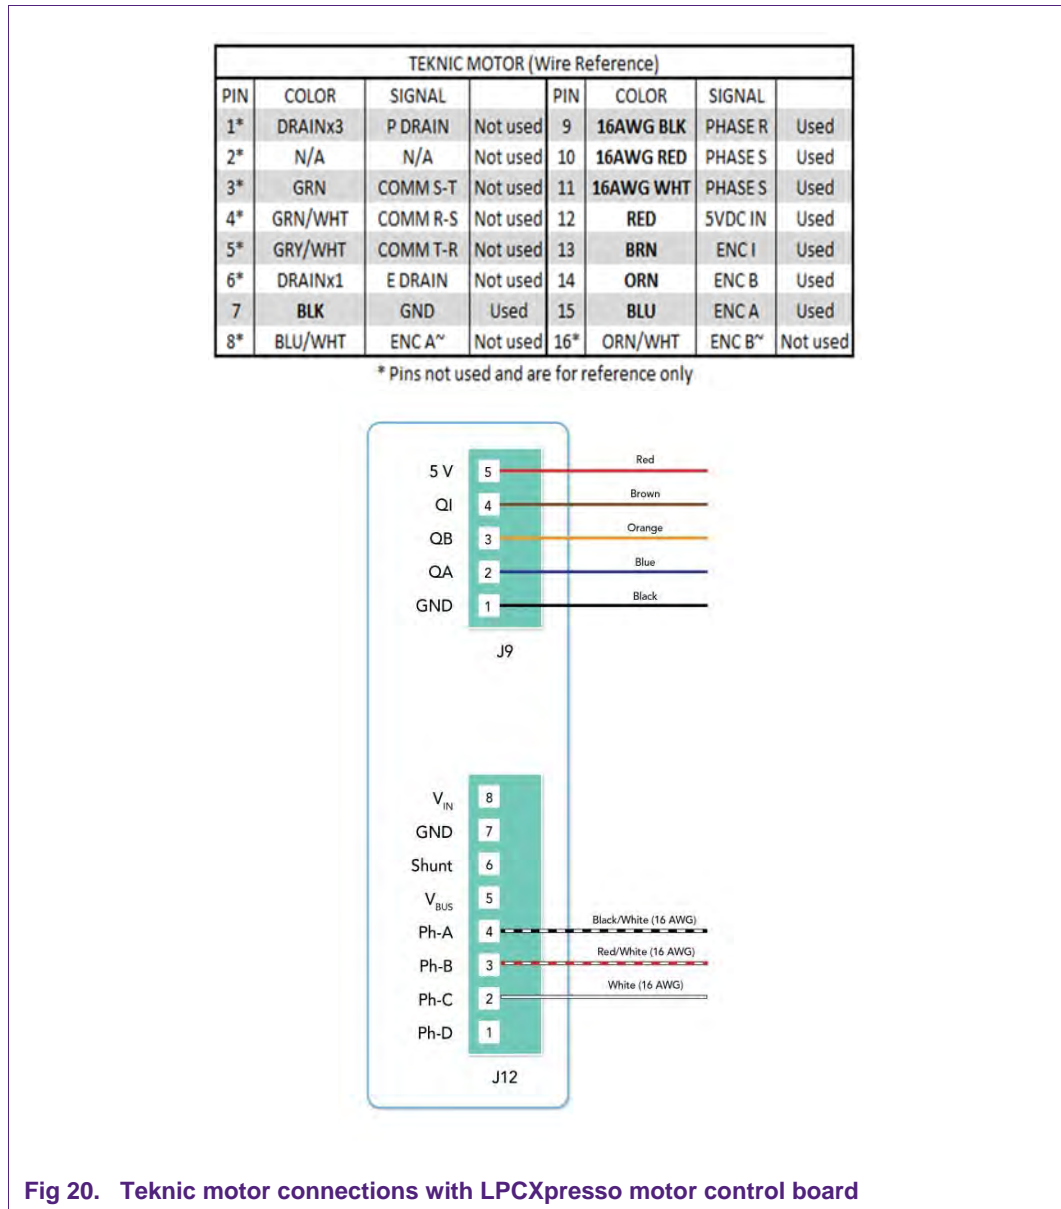 TEKNIC MOTOR (Wire Reference)
PIN COLOR SIGNAL PIN COLOR SIGNAL
1* DRAINx3 P DRAIN Not used 9 16AWG BLK PHASE R Used
2* N/A N/A Not used 10 16AWG RED PHASE S Used
3* GRN COMM S-T Not used 11 16AWG WHT PHASE S Used
4* GRN/WHT COMM R-S Not used 12 RED 5VDC IN Used
5* GRY/WHT COMM T-R Not used 13 BRN ENC I Used
6* DRAINx1 E DRAIN Not used 14 ORN ENC B Used
7 BLK GND Used 15 BLU ENC A Used
8* BLU/WHT ENC A~ Not used 16* ORN/WHT ENC B~ Not used
* Pins not used and are for reference only
5 V 5 Red
QI 4 Brown
QB 3 Orange
QA 2 Blue
GND 1 Black
J9
VIN 8
GND 7
Shunt 6
VBUS 5
Ph-A 4 Black/White (16 AWG)
Ph-B 3 Red/White (16 AWG)
Ph-C 2 White (16 AWG)
Ph-D 1
J12
Fig 20. Teknic motor connections with LPCXpresso motor control board